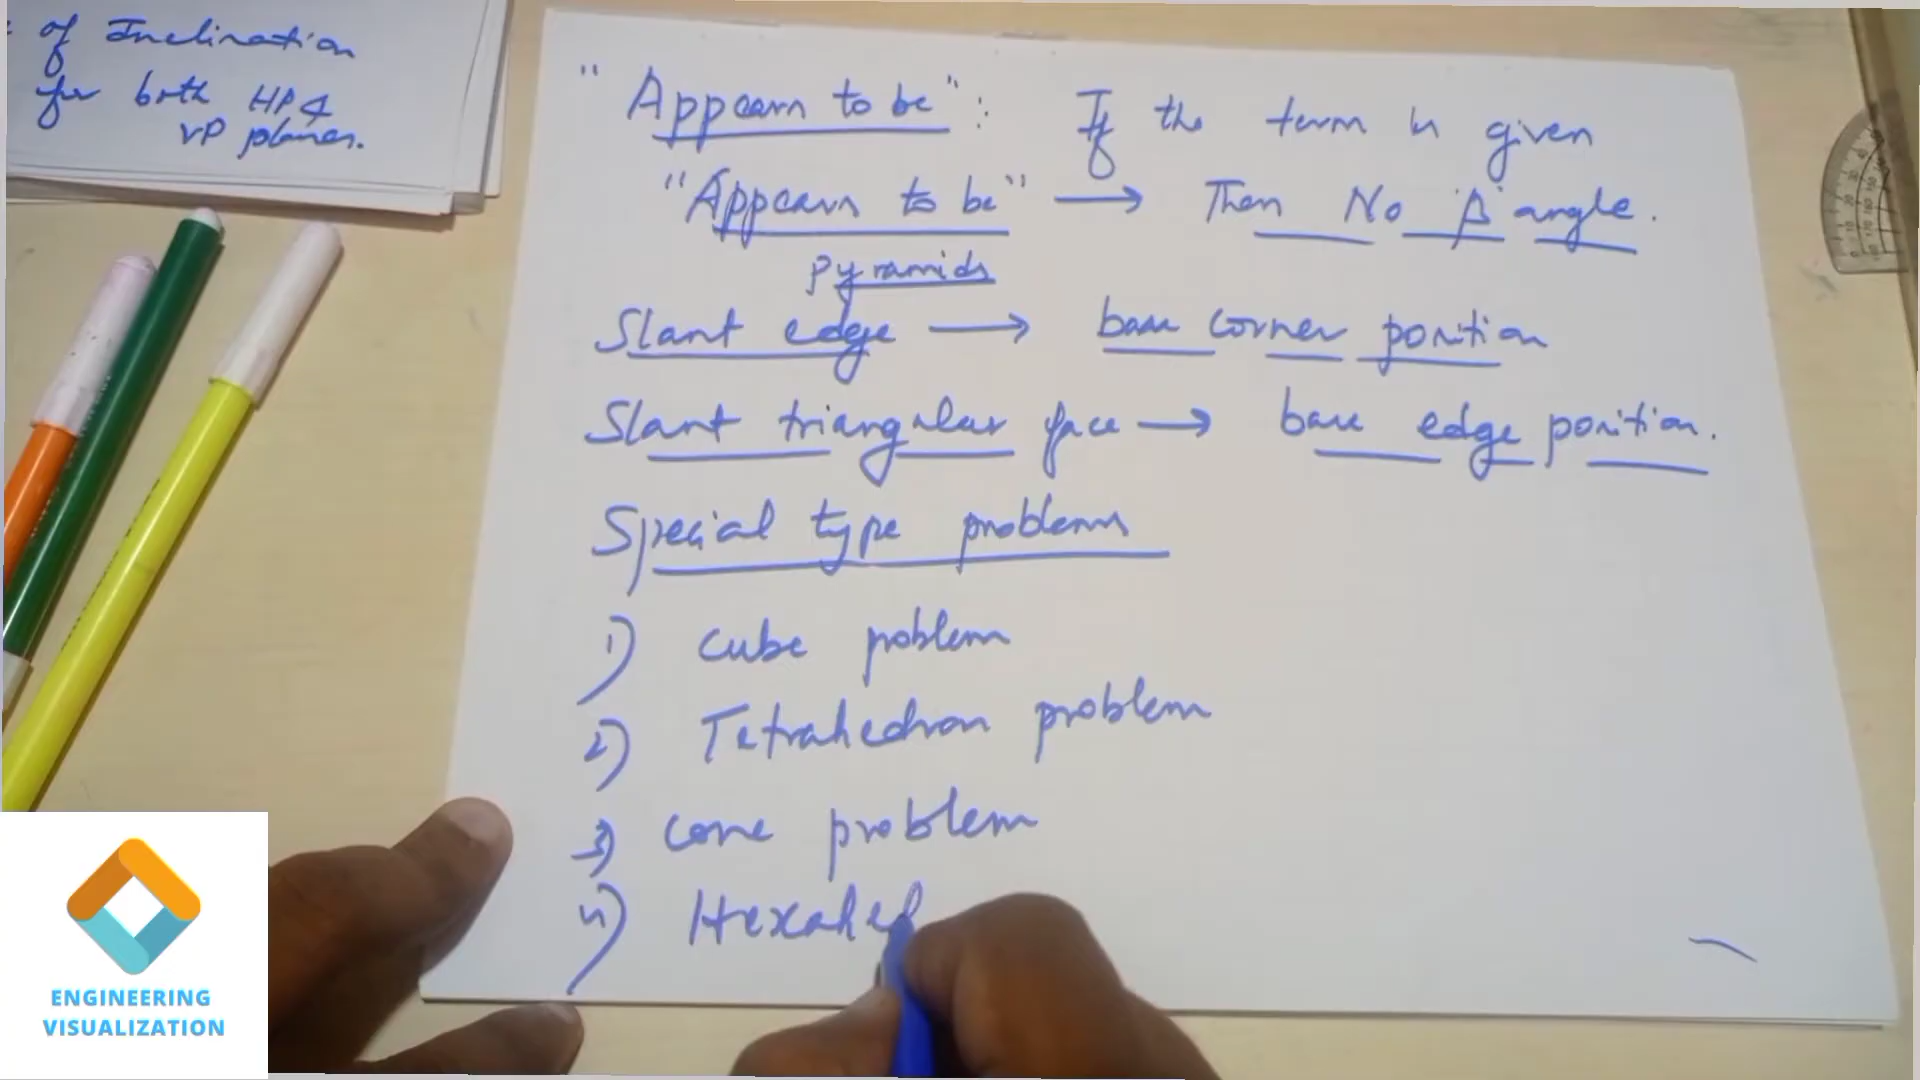 of Inclination
for both HP &
VP planes.
"Appears to be": If the term is given
"Appears to be" → Then No β angle.
pyramids
Slant edge → base corner position
Slant triangular face → base edge position.
Special type problems
1) Cube problem
2) Tetrahedron problem
3) Cone problem
4) Hexahed
ENGINEERING
VISUALIZATION